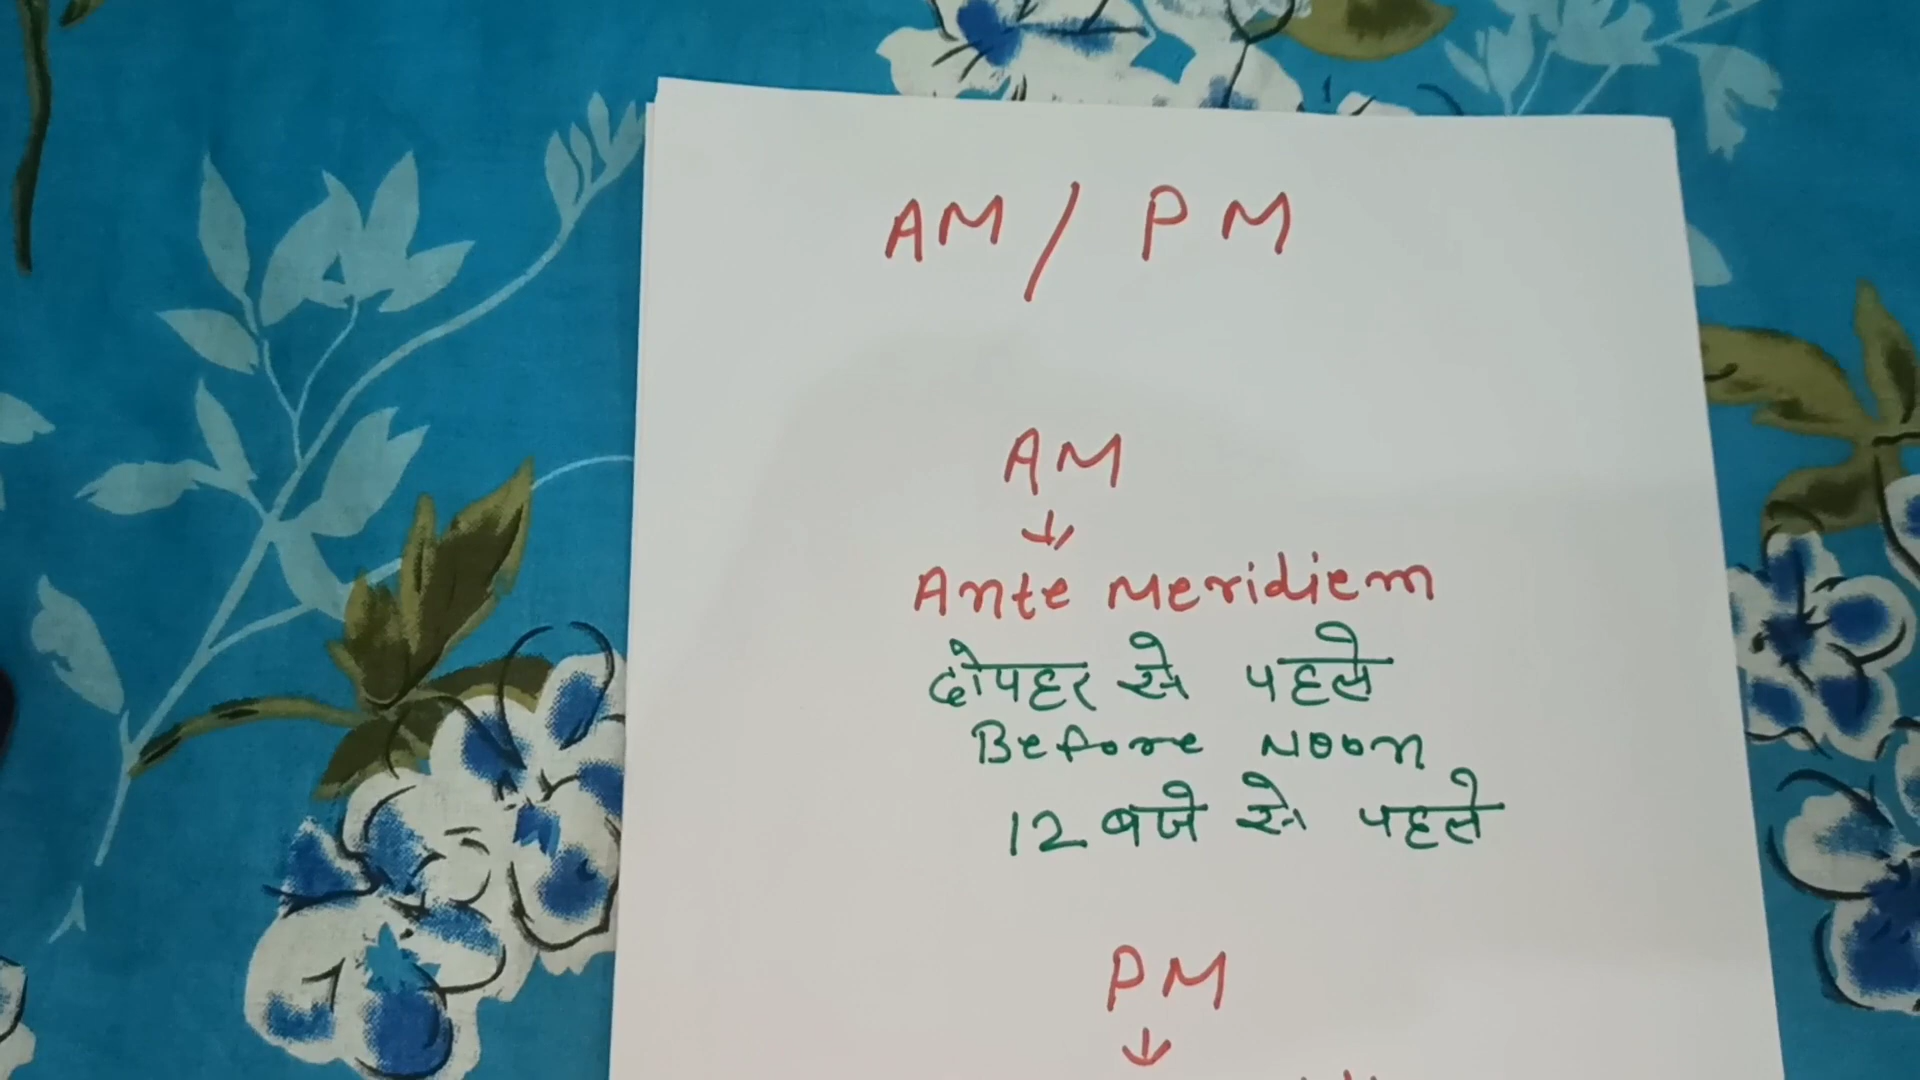 AM / PM
AM
↓
Ante Meridiem
दोपहर से पहले
Before Noon
12 बजे से पहले
PM
↓